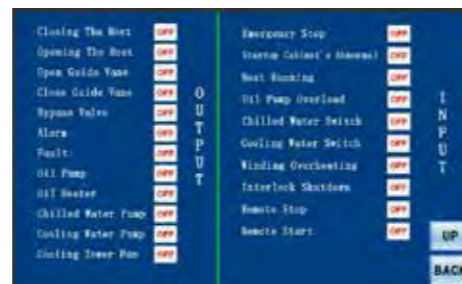 Closing The Host OFF
Opening The Host OFF
Open Guide Vane OFF
Close Guide Vane OFF
Bypass Valve OFF
Alarm OFF
Fault: OFF
Oil Pump OFF
Oil Heater OFF
Chilled Water Pump OFF
Cooling Water Pump OFF
Cooling Tower Fan OFF
OUTPUT
Emergency Stop OFF
Startup Cabinet's Abnormal OFF
Host Running OFF
Oil Pump Overload OFF
Chilled Water Switch OFF
Cooling Water Switch OFF
Winding Overheating OFF
Interlock Shutdown OFF
Remote Stop OFF
Remote Start OFF
INPUT
UP
BACK